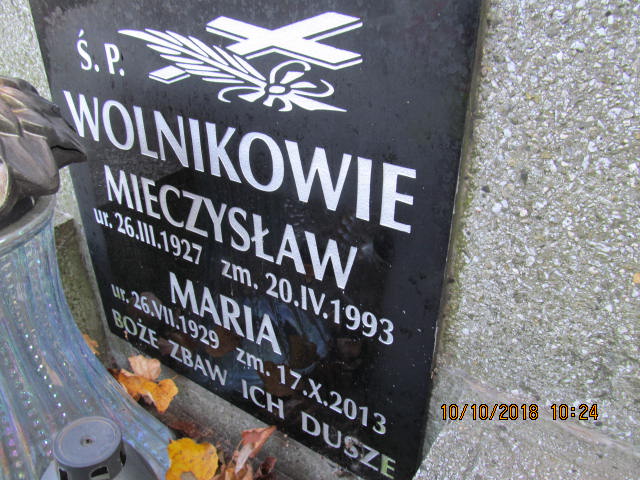 Ś. P.
WOLNIKOWIE
MIECZYSŁAW
ur. 26.III.1927 zm. 20.IV.1993
MARIA
ur. 26.VII.1929 zm. 17.X.2013
BOŻE ZBAW ICH DUSZE
10/10/2018 10:24